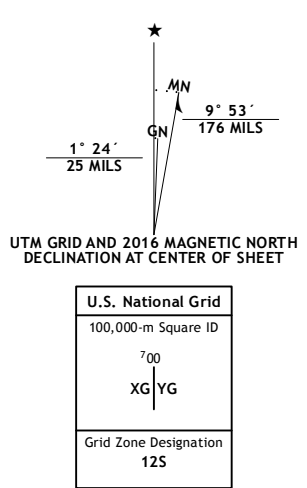 ★
MN
GN
9° 53´
176 MILS
1° 24´
25 MILS
UTM GRID AND 2016 MAGNETIC NORTH
DECLINATION AT CENTER OF SHEET
U.S. National Grid
100,000-m Square ID
⁷00
XG YG
Grid Zone Designation
12S